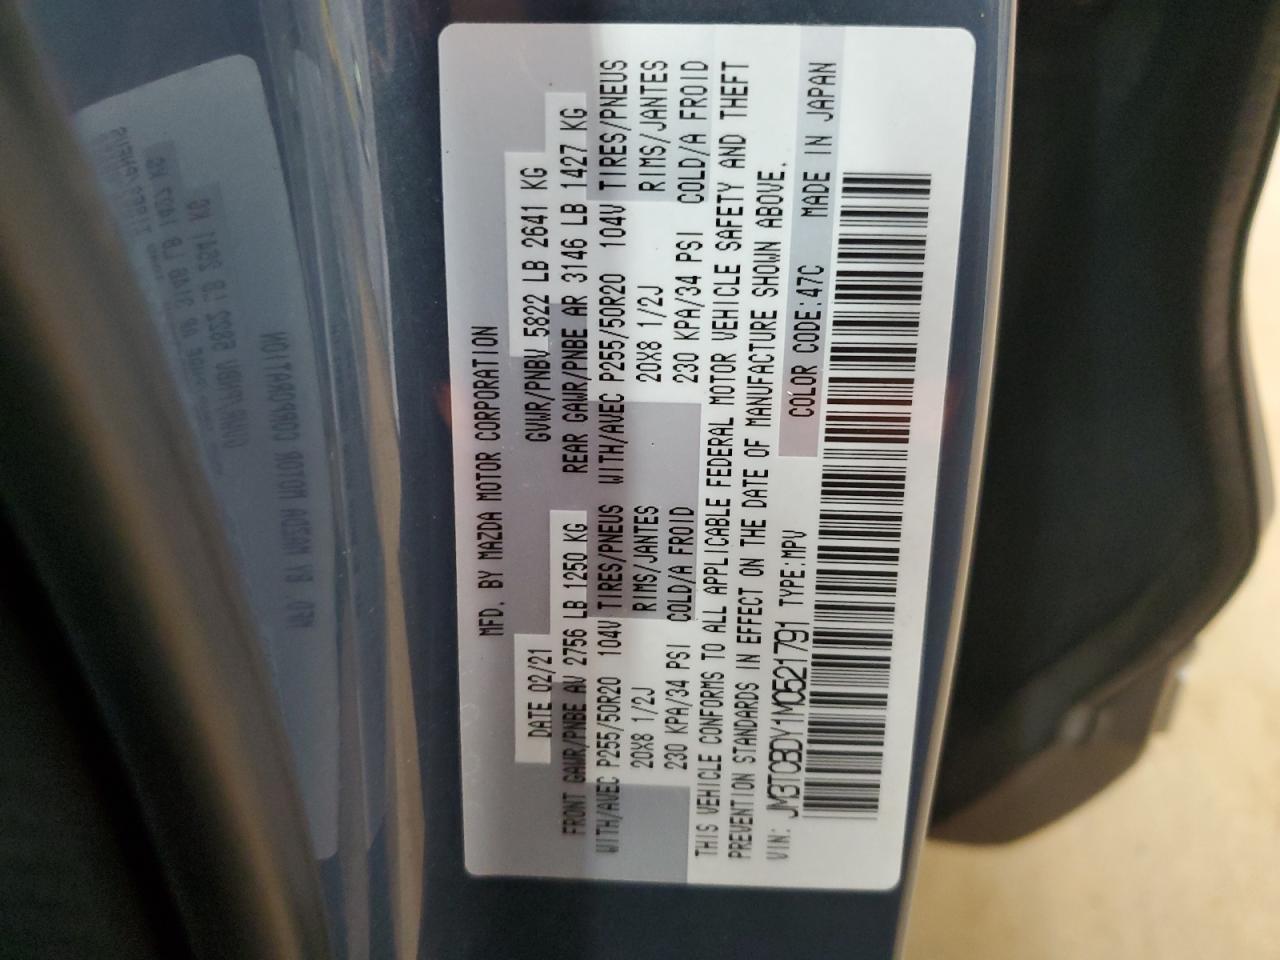 MFD. BY MAZDA MOTOR CORPORATION
DATE 02/21 GVWR/PNBV 5822 LB 2641 KG
FRONT GAWR/PNBE AV 2756 LB 1250 KG REAR GAWR/PNBE AR 3146 LB 1427 KG
WITH/AVEC P255/50R20 104V TIRES/PNEUS WITH/AVEC P255/50R20 104V TIRES/PNEUS
20X8 1/2J RIMS/JANTES 20X8 1/2J RIMS/JANTES
230 KPA/34 PSI COLD/A FROID 230 KPA/34 PSI COLD/A FROID
THIS VEHICLE CONFORMS TO ALL APPLICABLE FEDERAL MOTOR VEHICLE SAFETY AND THEFT
PREVENTION STANDARDS IN EFFECT ON THE DATE OF MANUFACTURE SHOWN ABOVE.
VIN: JM3TCBDY1M0521791 TYPE:MPV COLOR CODE:47C MADE IN JAPAN